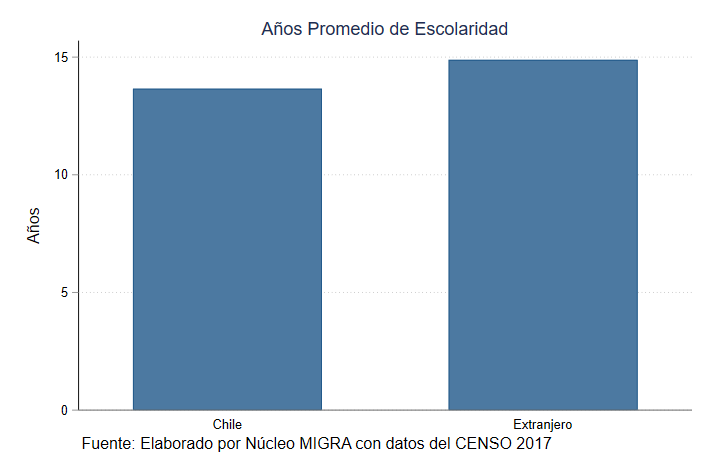 Años Promedio de Escolaridad
15
10
5
0
Años
Chile
Extranjero
Fuente: Elaborado por Núcleo MIGRA con datos del CENSO 2017